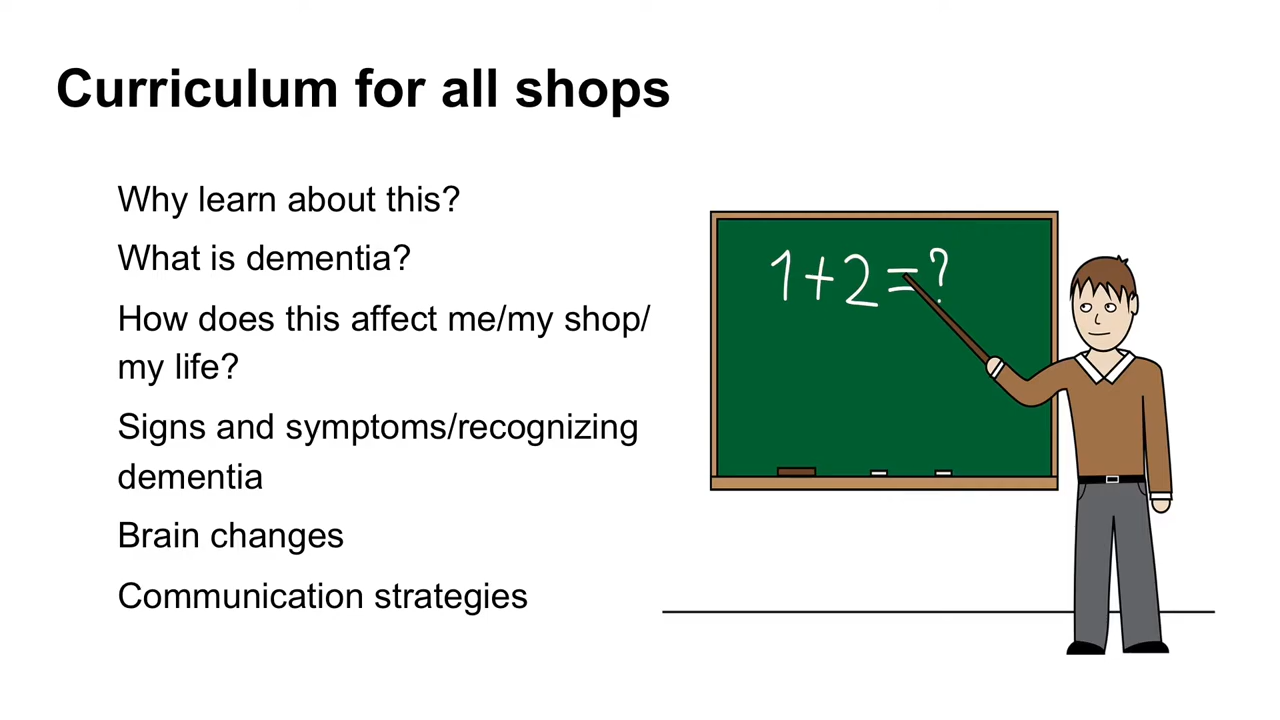 Curriculum for all shops
Why learn about this?
What is dementia?
How does this affect me/my shop/
my life?
Signs and symptoms/recognizing
dementia
Brain changes
Communication strategies
1+2=?